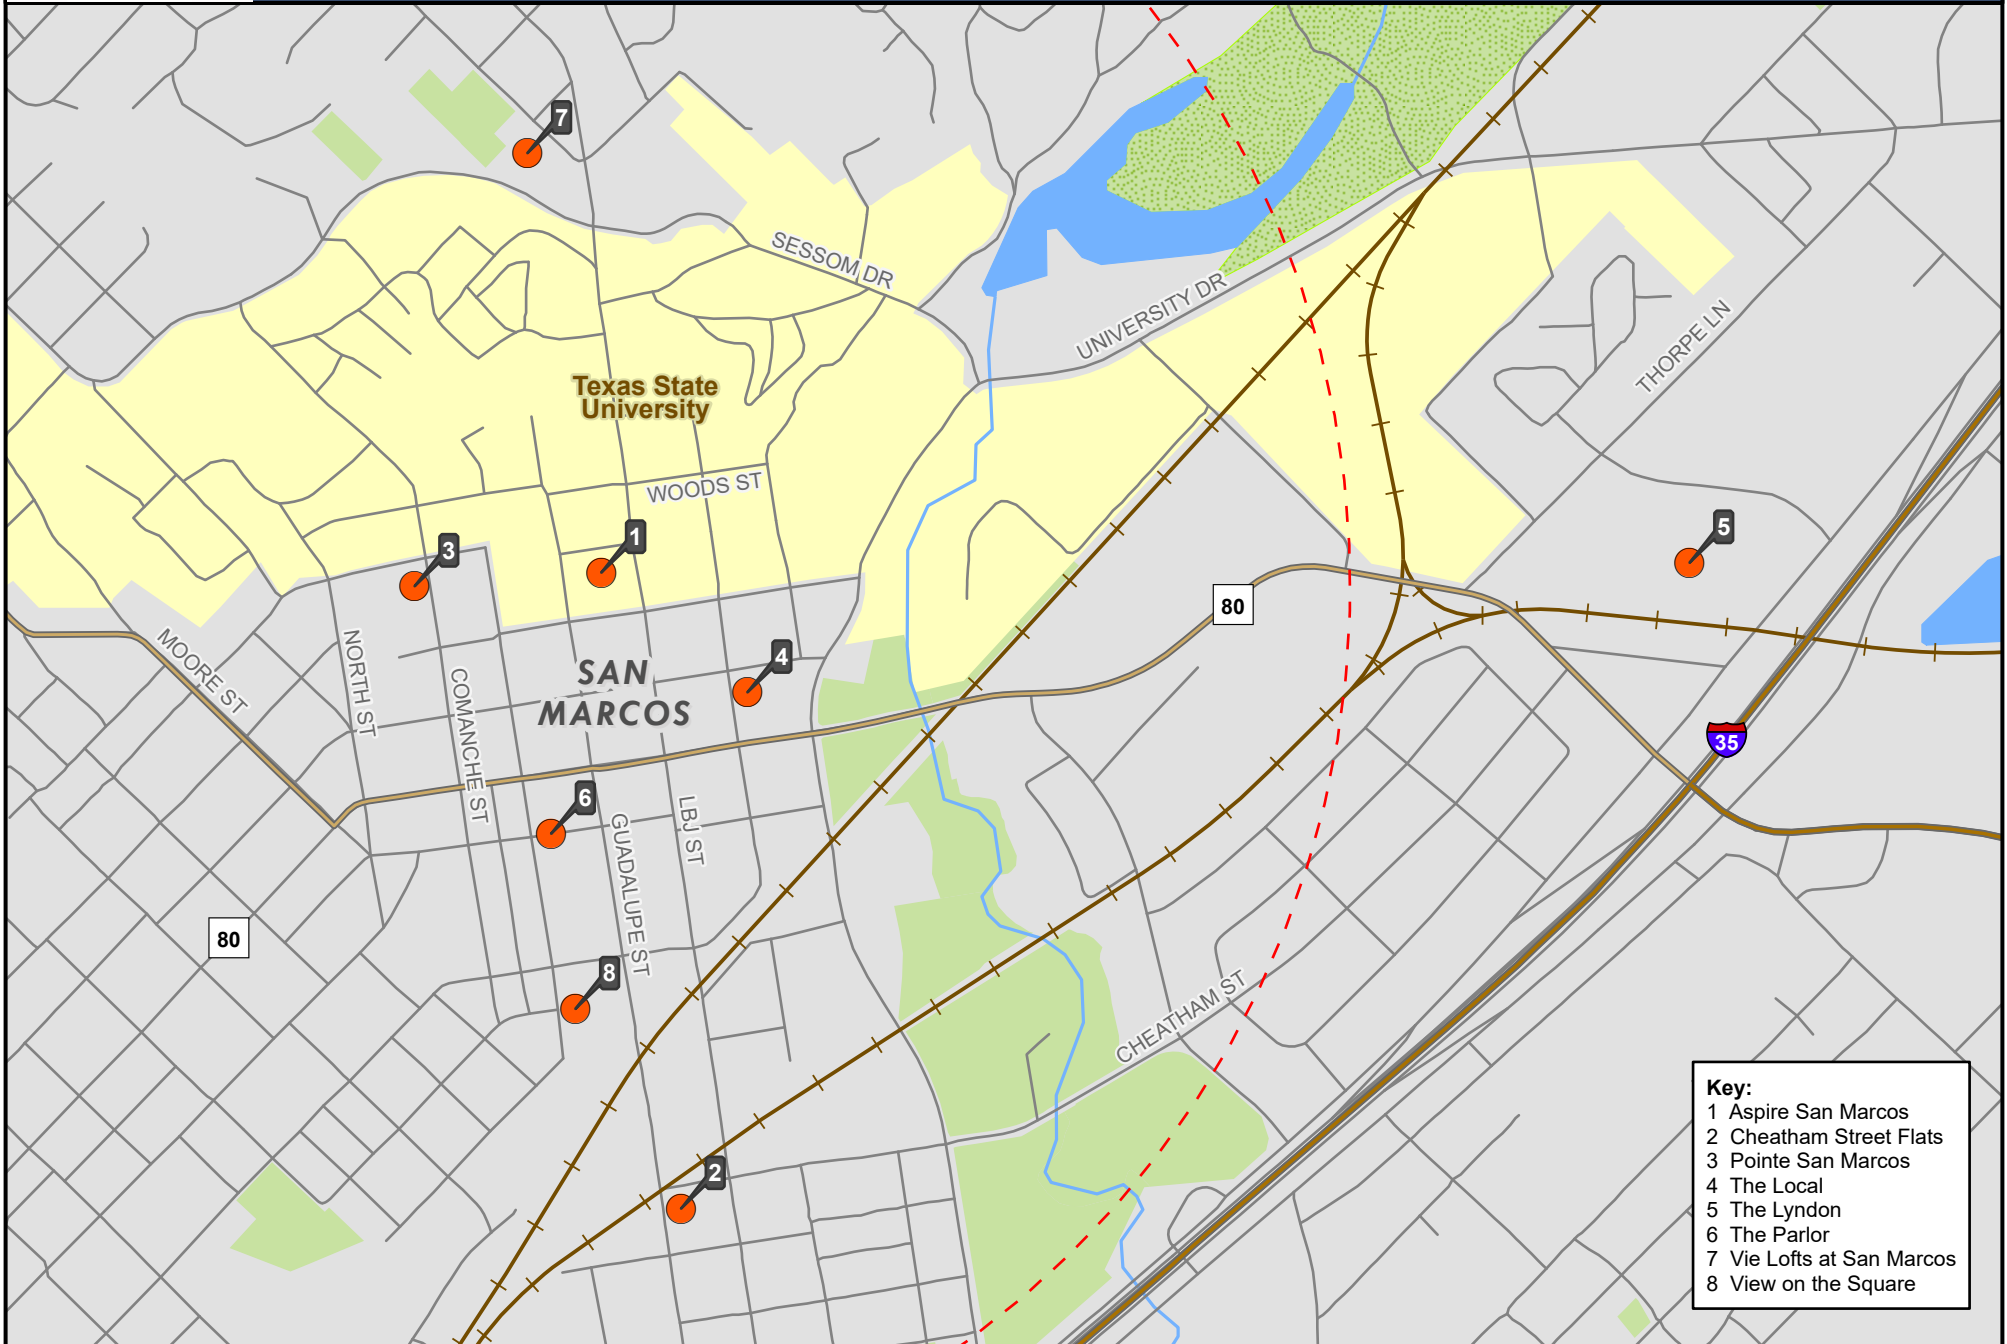 7
SESSOM DR
UNIVERSITY DR
THORPE LN
Texas State
University
WOODS ST
1
3
5
80
MOORE ST
NORTH ST
COMANCHE ST
SAN
MARCOS
4
35
6
GUADALUPE ST
LBJ ST
80
8
CHEATHAM ST
2
Key:
1 Aspire San Marcos
2 Cheatham Street Flats
3 Pointe San Marcos
4 The Local
5 The Lyndon
6 The Parlor
7 Vie Lofts at San Marcos
8 View on the Square